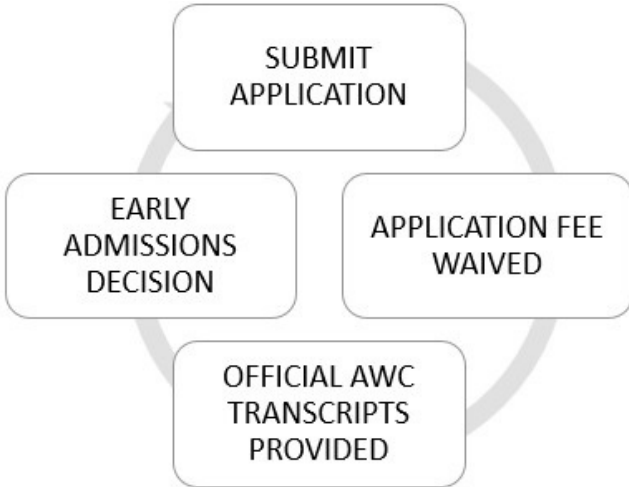 SUBMIT
APPLICATION
APPLICATION FEE
WAIVED
OFFICIAL AWC
TRANSCRIPTS
PROVIDED
EARLY
ADMISSIONS
DECISION